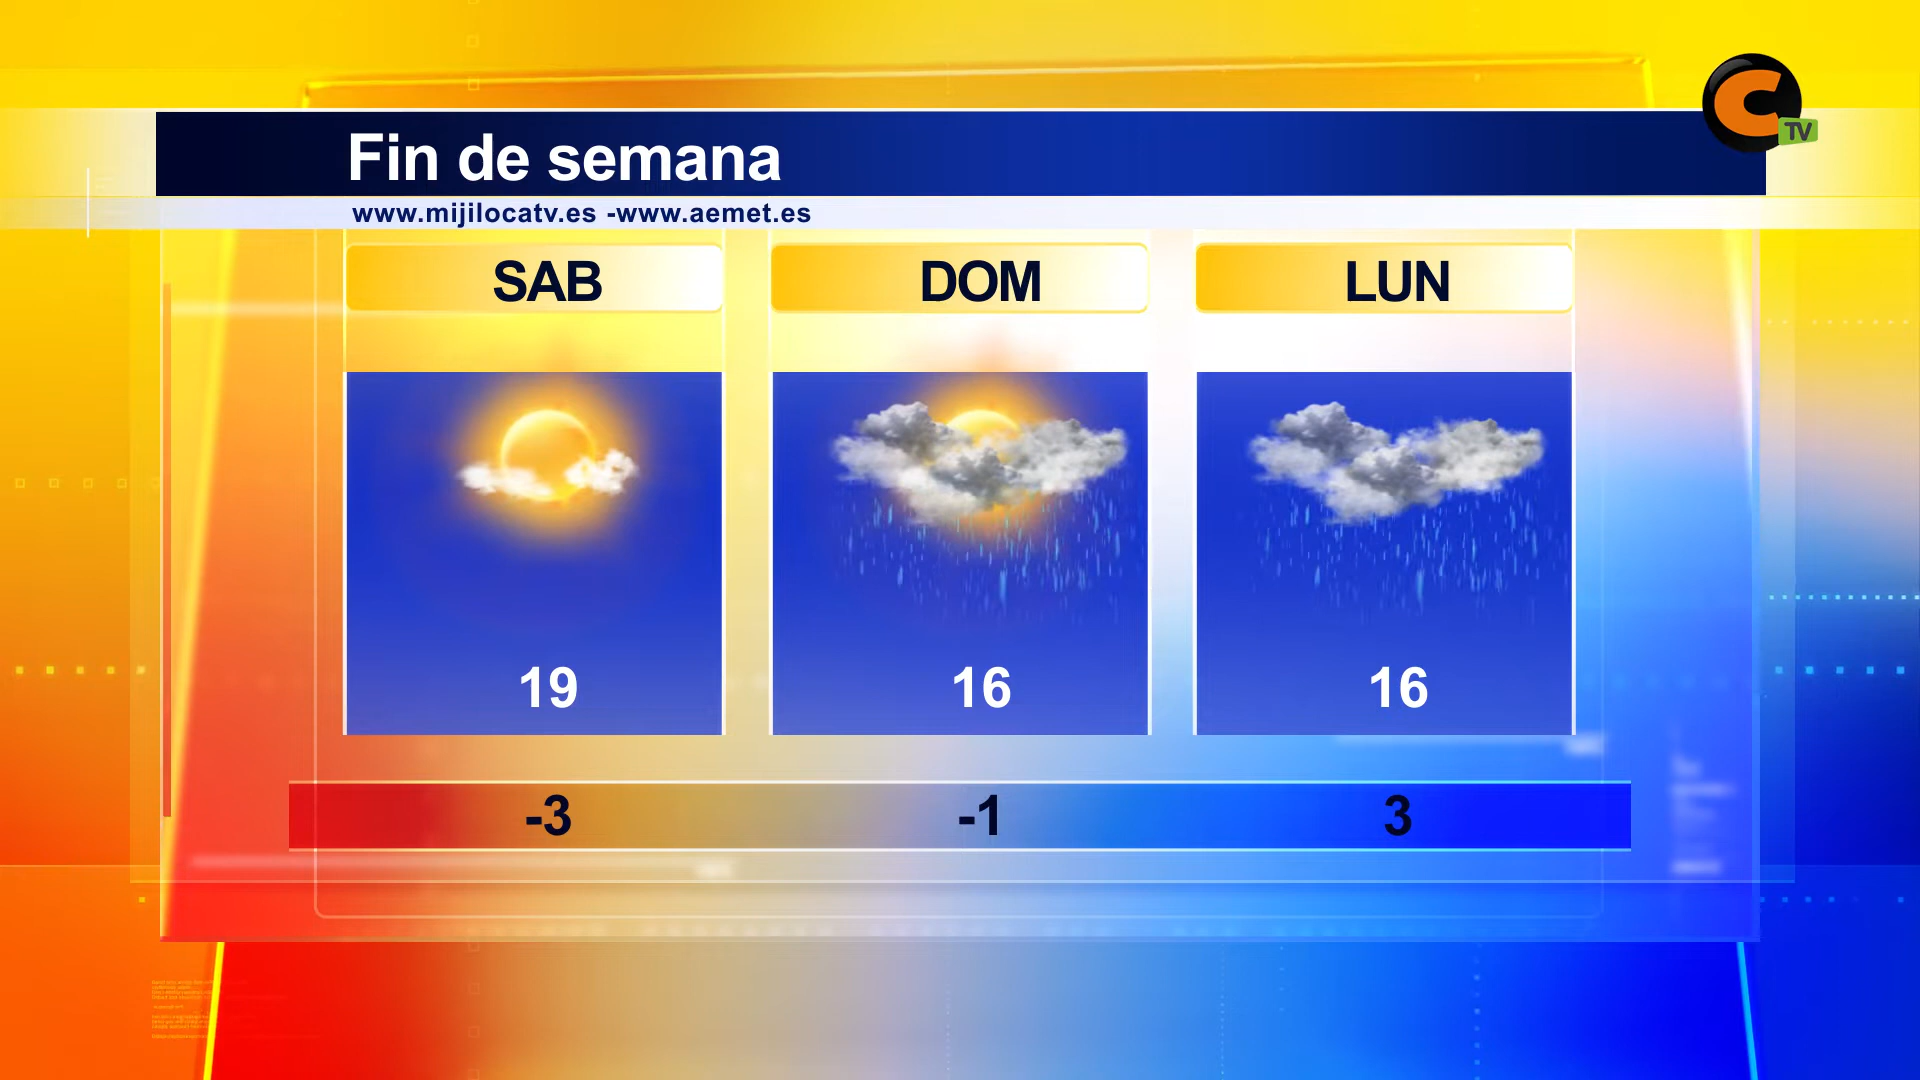 C
TV
Fin de semana
www.mijilocatv.es -www.aemet.es
SAB DOM LUN
19 16 16
-3 -1 3